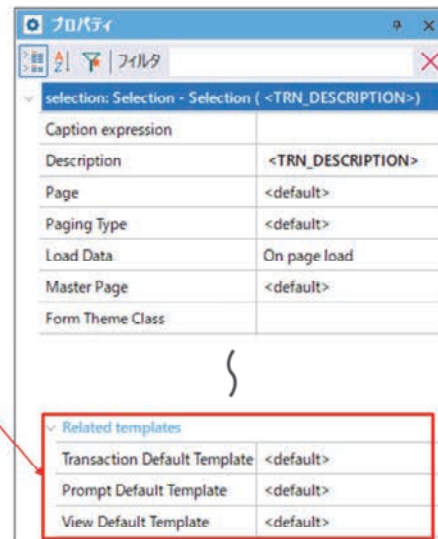 プロパティ
フィルタ
selection: Selection - Selection ( <TRN_DESCRIPTION>)
Caption expression
Description <TRN_DESCRIPTION>
Page <default>
Paging Type <default>
Load Data On page load
Master Page <default>
Form Theme Class
Related templates
Transaction Default Template <default>
Prompt Default Template <default>
View Default Template <default>